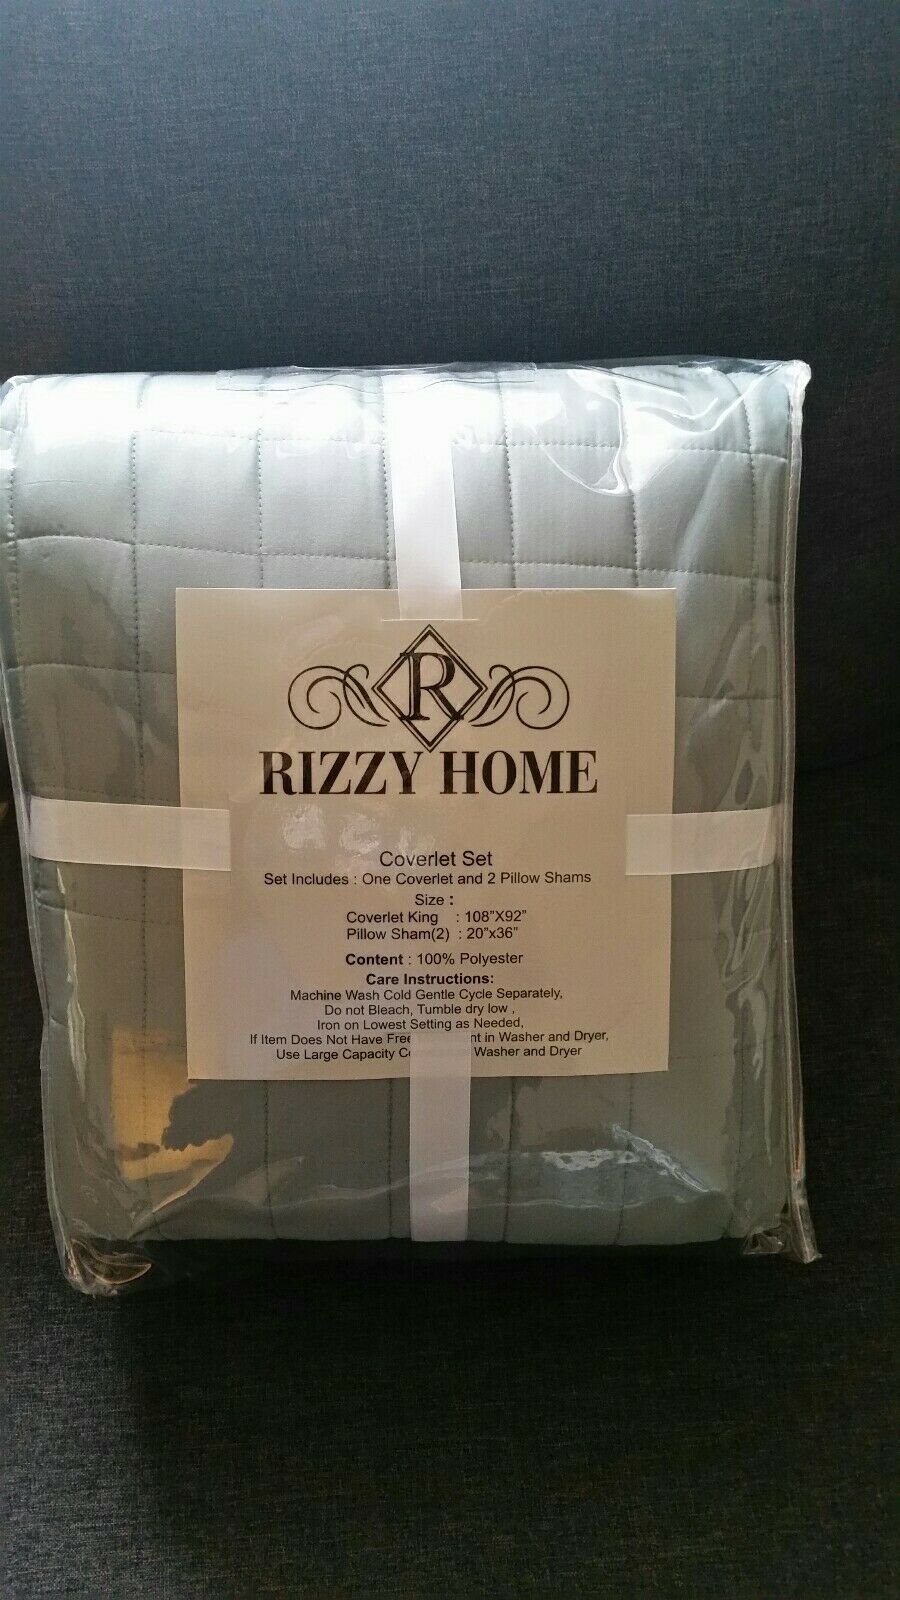 R
RIZZY HOME
Coverlet Set
Set Includes : One Coverlet and 2 Pillow Shams
Size :
Coverlet King : 108”X92”
Pillow Sham(2) : 20”x36”
Content : 100% Polyester
Care Instructions:
Machine Wash Cold Gentle Cycle Separately,
Do not Bleach, Tumble dry low ,
Iron on Lowest Setting as Needed,
If Item Does Not Have Free in Washer and Dryer,
Use Large Capacity Washer and Dryer